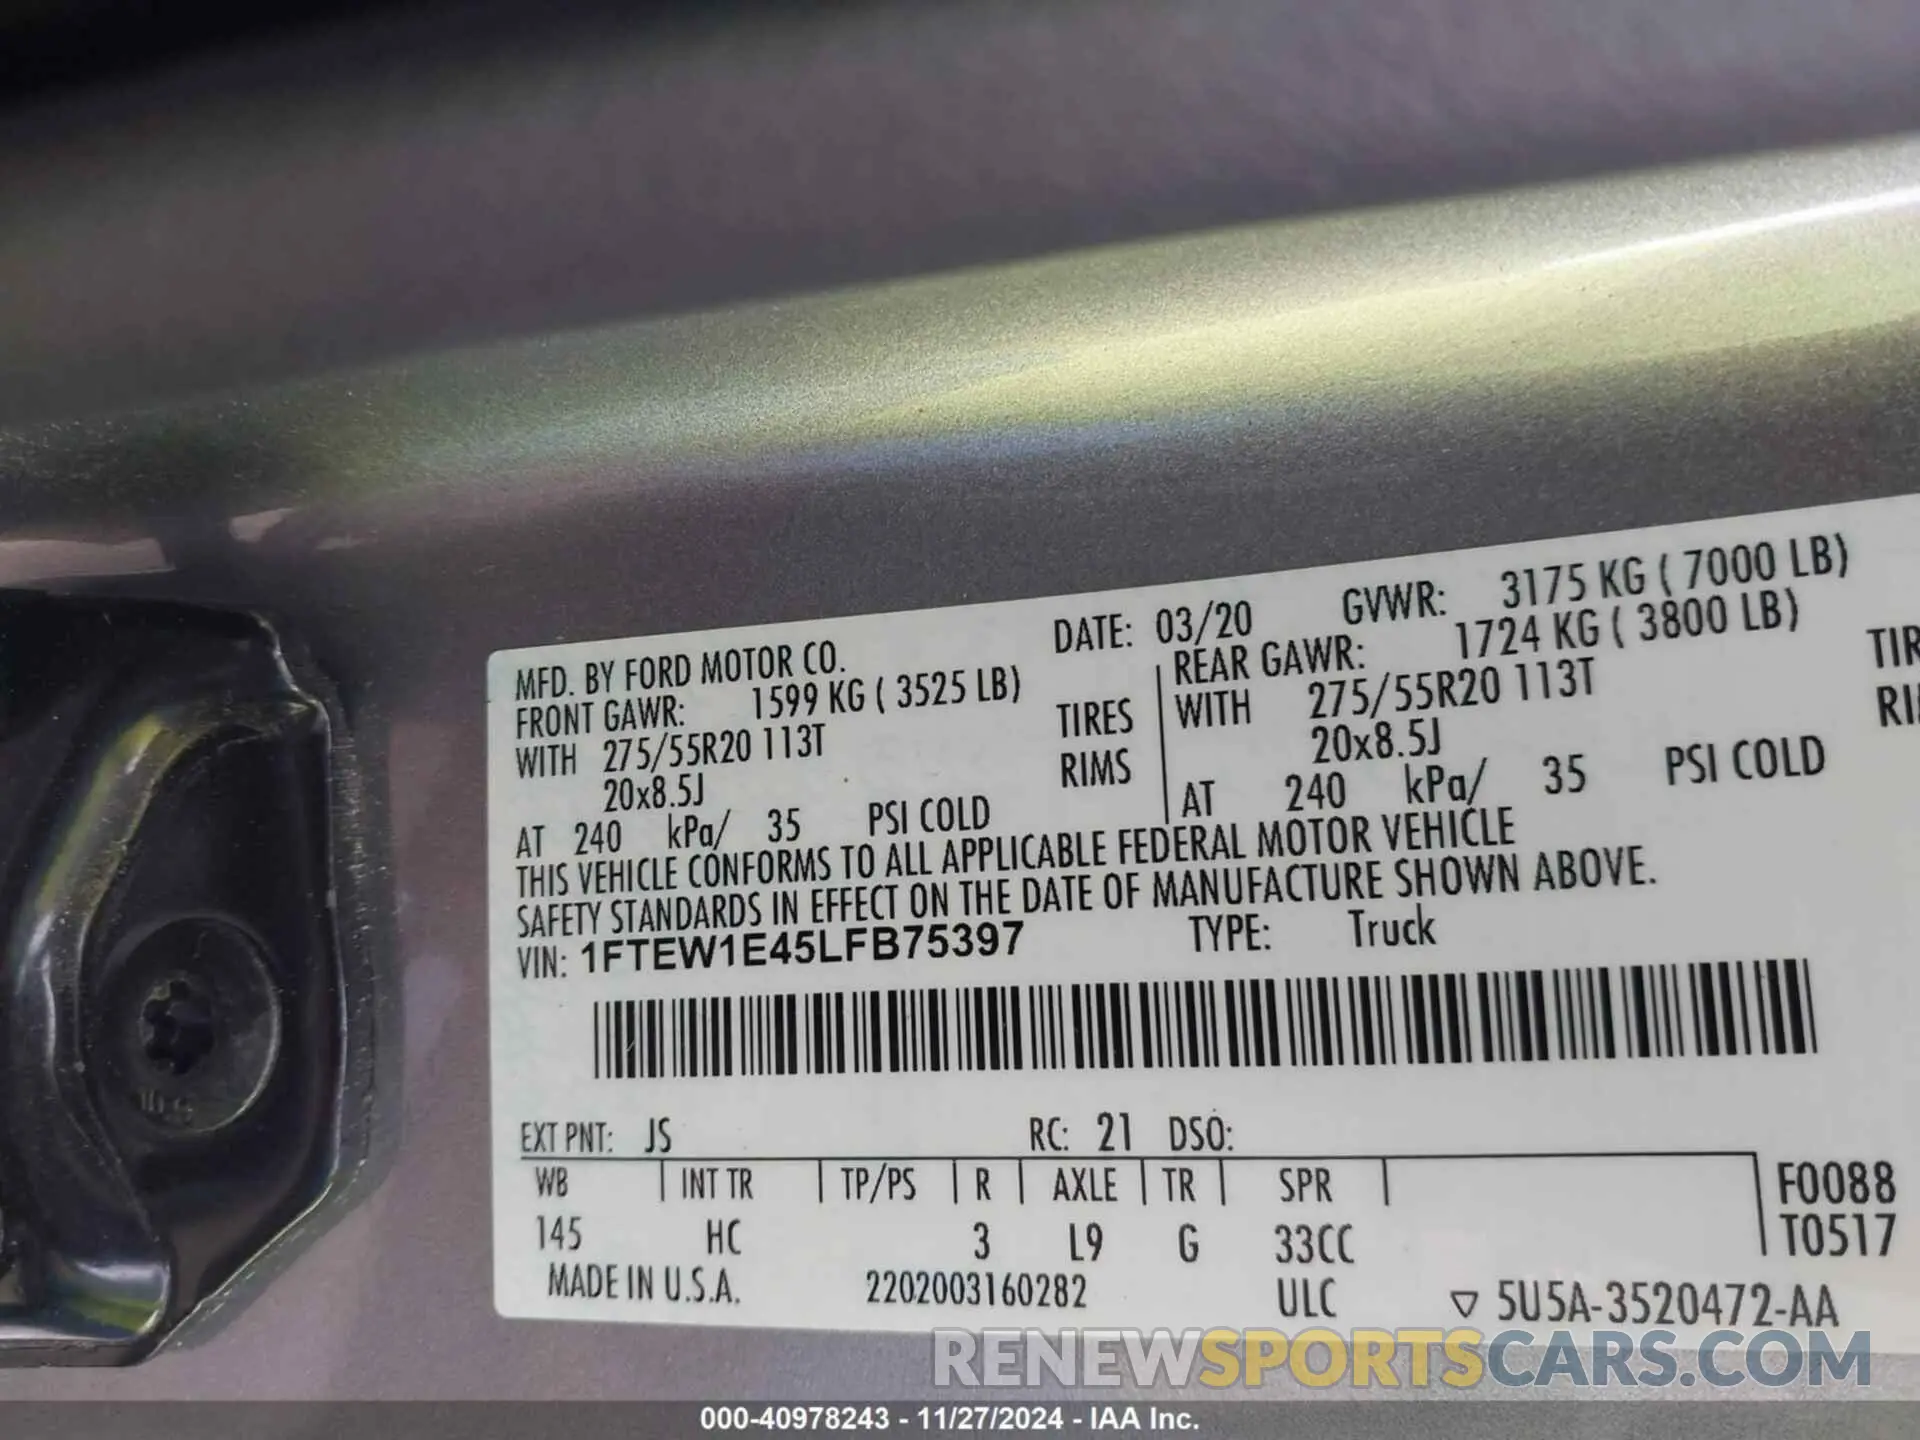 MFD. BY FORD MOTOR CO. DATE: 03/20 GVWR: 3175 KG ( 7000 LB)
FRONT GAWR: 1599 KG ( 3525 LB) REAR GAWR: 1724 KG ( 3800 LB)
WITH 275/55R20 113T TIRES WITH 275/55R20 113T TIR
20x8.5J RIMS 20x8.5J RI
AT 240 kPa/ 35 PSI COLD AT 240 kPa/ 35 PSI COLD
THIS VEHICLE CONFORMS TO ALL APPLICABLE FEDERAL MOTOR VEHICLE
SAFETY STANDARDS IN EFFECT ON THE DATE OF MANUFACTURE SHOWN ABOVE.
VIN: 1FTEW1E45LFB75397 TYPE: Truck
EXT PNT: JS RC: 21 DSO:
WB INT TR TP/PS R AXLE TR SPR F0088
145 HC 3 L9 G 33CC T0517
MADE IN U.S.A. 2202003160282 ULC ▽ 5U5A-3520472-AA
RENEWSPORTSCARS.COM
000-40978243 - 11/27/2024 - IAA Inc.